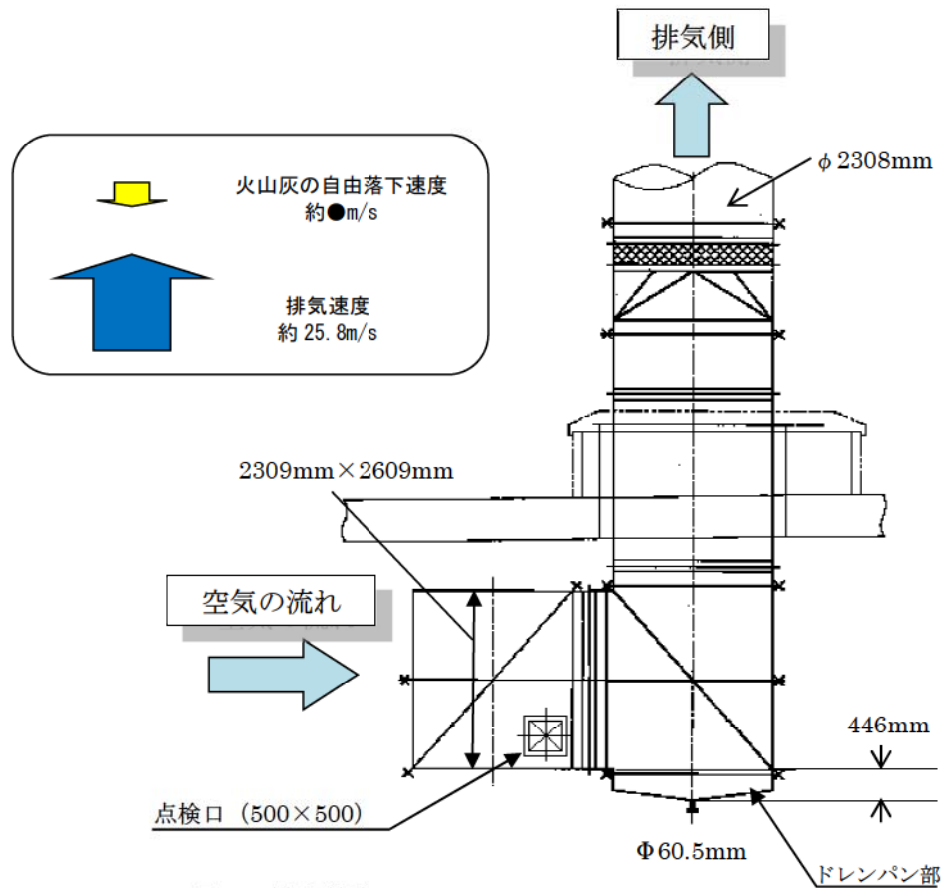 排気側
φ2308mm
火山灰の自由落下速度
約●m/s
排気速度
約25.8m/s
2309mm×2609mm
空気の流れ
446mm
点検口（500×500）
Φ60.5mm
ドレンパン部